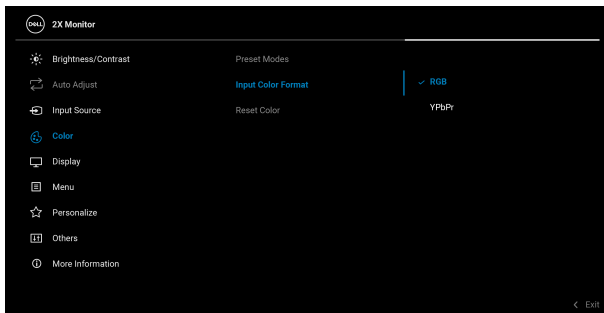 DELL 2X Monitor
Brightness/Contrast Preset Modes
Auto Adjust Input Color Format RGB
Input Source Reset Color YPbPr
Color
Display
Menu
Personalize
Others
More Information
Exit